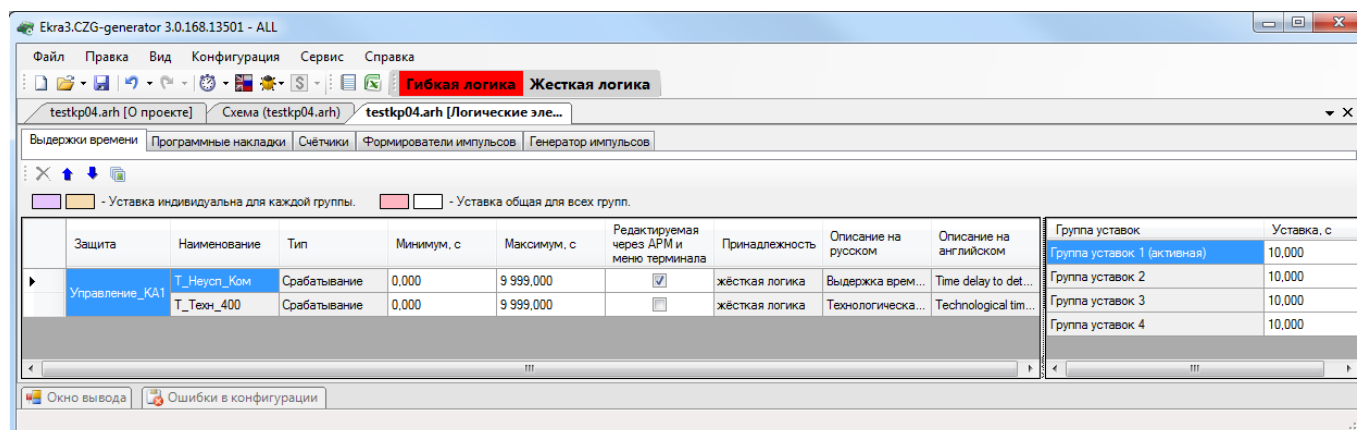 Ekra3.CZG-generator 3.0.168.13501 - ALL
Файл Правка Вид Конфигурация Сервис Справка
Гибкая логика Жесткая логика
testkp04.arh [О проекте] Схема (testkp04.arh) testkp04.arh [Логические эле...
Выдержки времени Программные накладки Счётчики Формирователи импульсов Генератор импульсов
- Уставка индивидуальна для каждой группы. - Уставка общая для всех групп.
Защита Наименование Тип Минимум, с Максимум, с Редактируемая через АРМ и меню терминала Принадлежность Описание на русском Описание на английском
Управление_КА1
Т_Неусп_Ком Срабатывание 0,000 9 999,000 жёсткая логика Выдержка врем... Time delay to det...
Т_Техн_400 Срабатывание 0,000 9 999,000 жёсткая логика Технологическа... Technological tim...
Группа уставок Уставка, с
Группа уставок 1 (активная) 10,000
Группа уставок 2 10,000
Группа уставок 3 10,000
Группа уставок 4 10,000
Окно вывода Ошибки в конфигурации